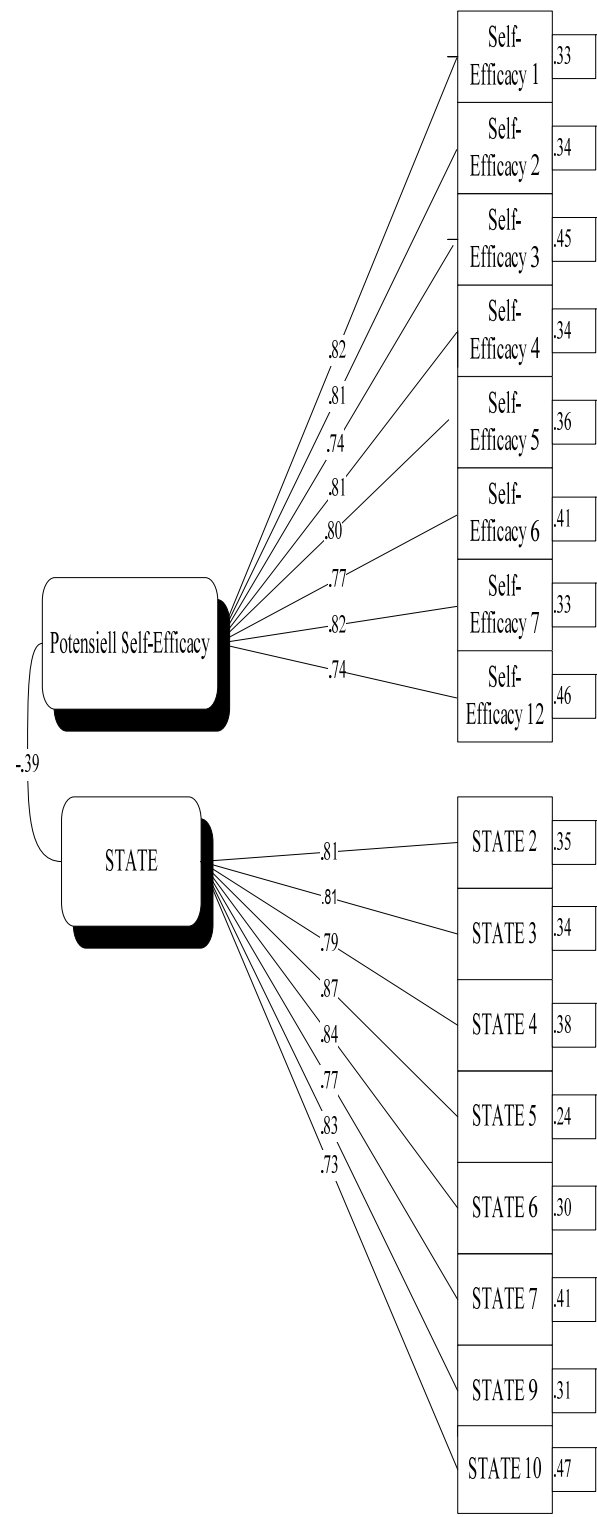 Self-
Efficacy 1
.33
Self-
Efficacy 2
.34
Self-
Efficacy 3
.45
Self-
Efficacy 4
.34
Self-
Efficacy 5
.36
Self-
Efficacy 6
.41
Self-
Efficacy 7
.33
Self-
Efficacy 12
.46
.82
.81
.74
.81
.80
.77
.82
.74
Potensiell Self-Efficacy
-.39
STATE
.81
.81
.79
.87
.84
.77
.83
.73
STATE 2
.35
STATE 3
.34
STATE 4
.38
STATE 5
.24
STATE 6
.30
STATE 7
.41
STATE 9
.31
STATE 10
.47